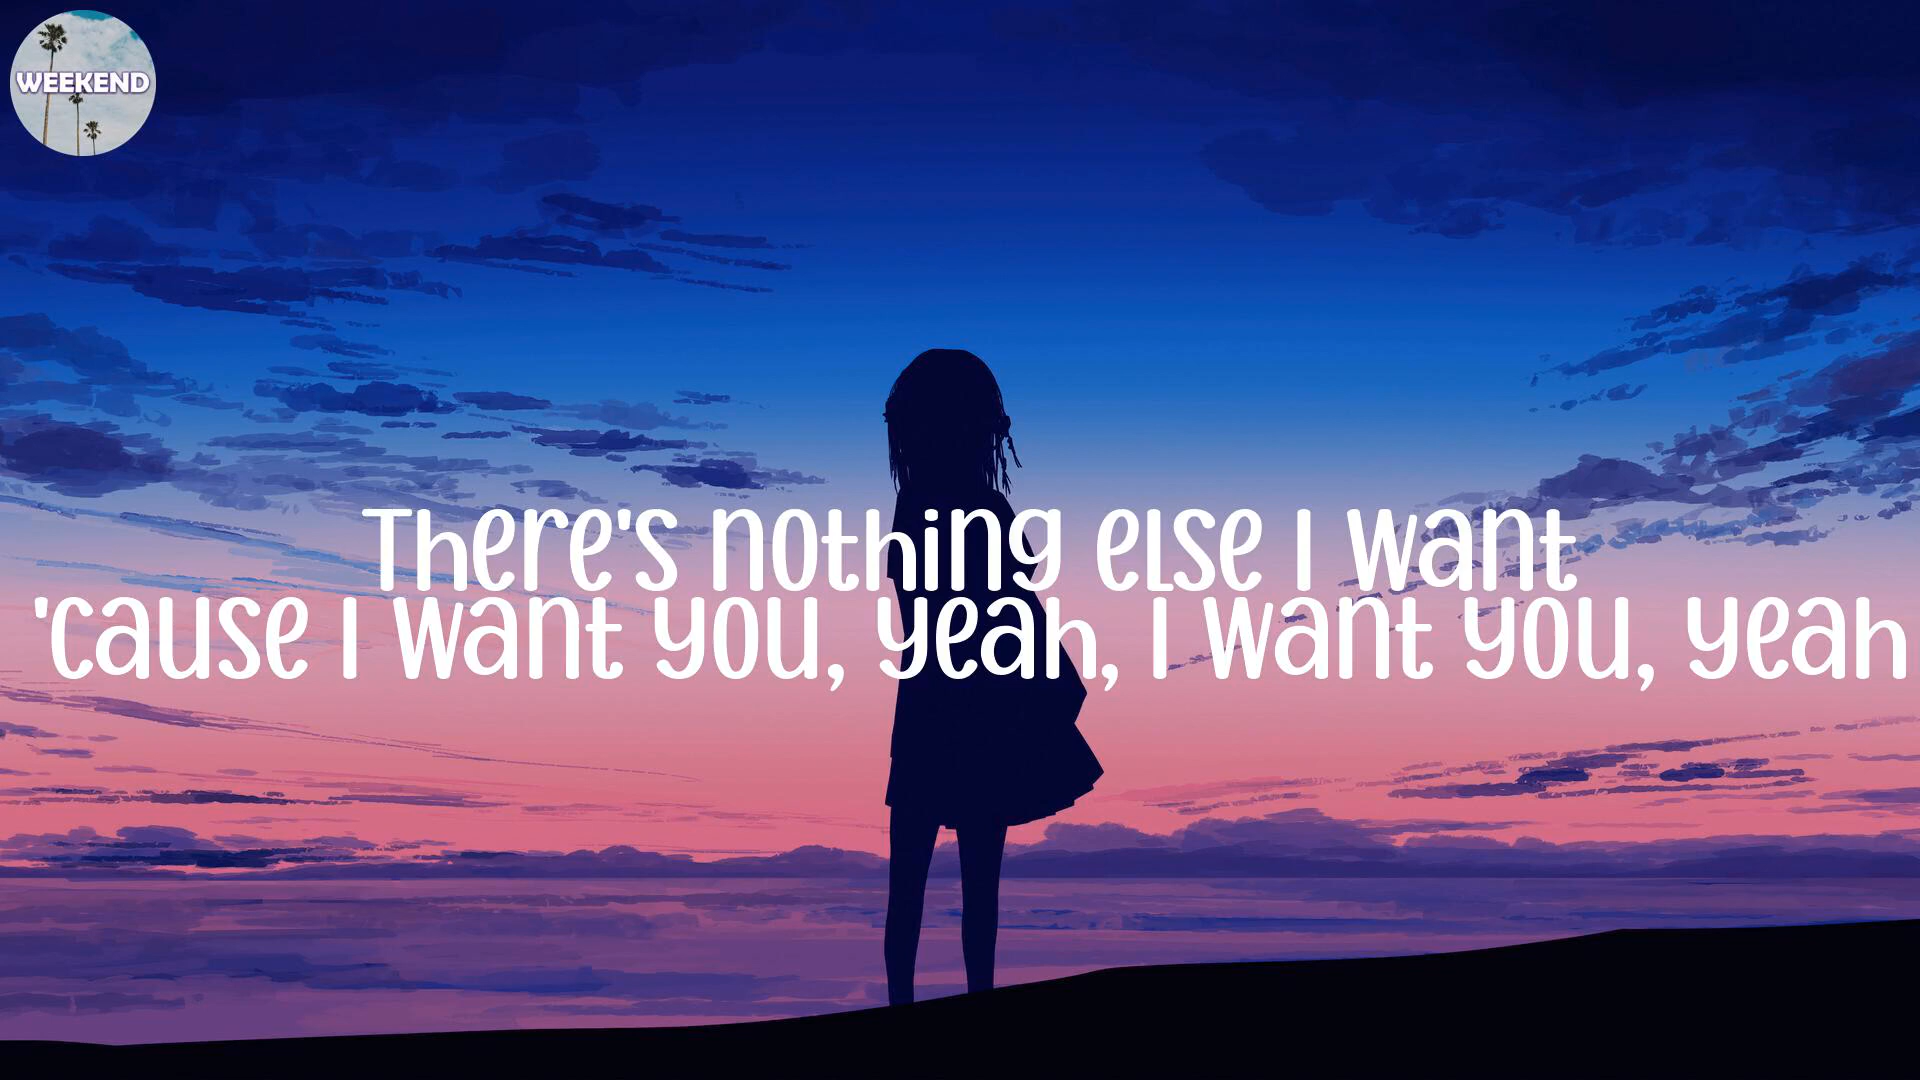 WEEKEND
There's nothing else I want
'cause I want you, yeah, I want you, yeah